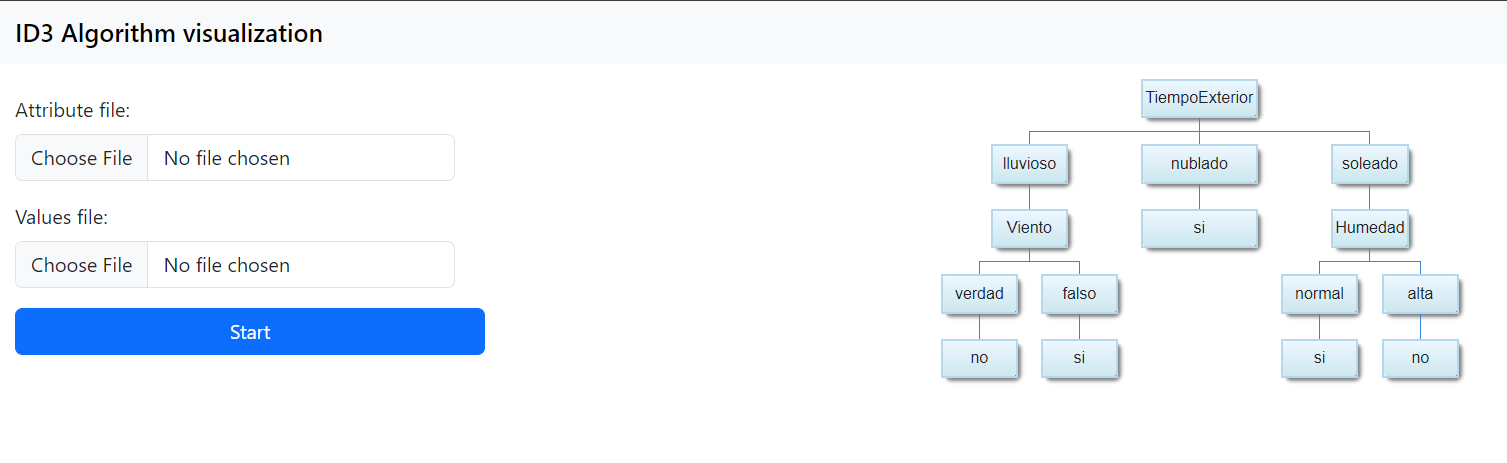 ID3 Algorithm visualization
Attribute file:
Choose File No file chosen
Values file:
Choose File No file chosen
Start
TiempoExterior
lluvioso nublado soleado
Viento si Humedad
verdad falso normal alta
no si si no